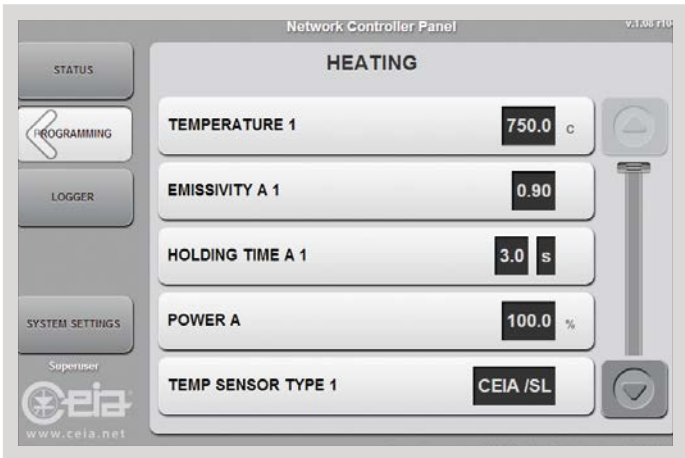 Network Controller Panel
HEATING
STATUS
PROGRAMMING
LOGGER
SYSTEM SETTINGS
Superuser
Ceia
www.ceia.net
TEMPERATURE 1 750.0 C
EMISSIVITY A 1 0.90
HOLDING TIME A 1 3.0 s
POWER A 100.0 %
TEMP SENSOR TYPE 1 CEIA /SL